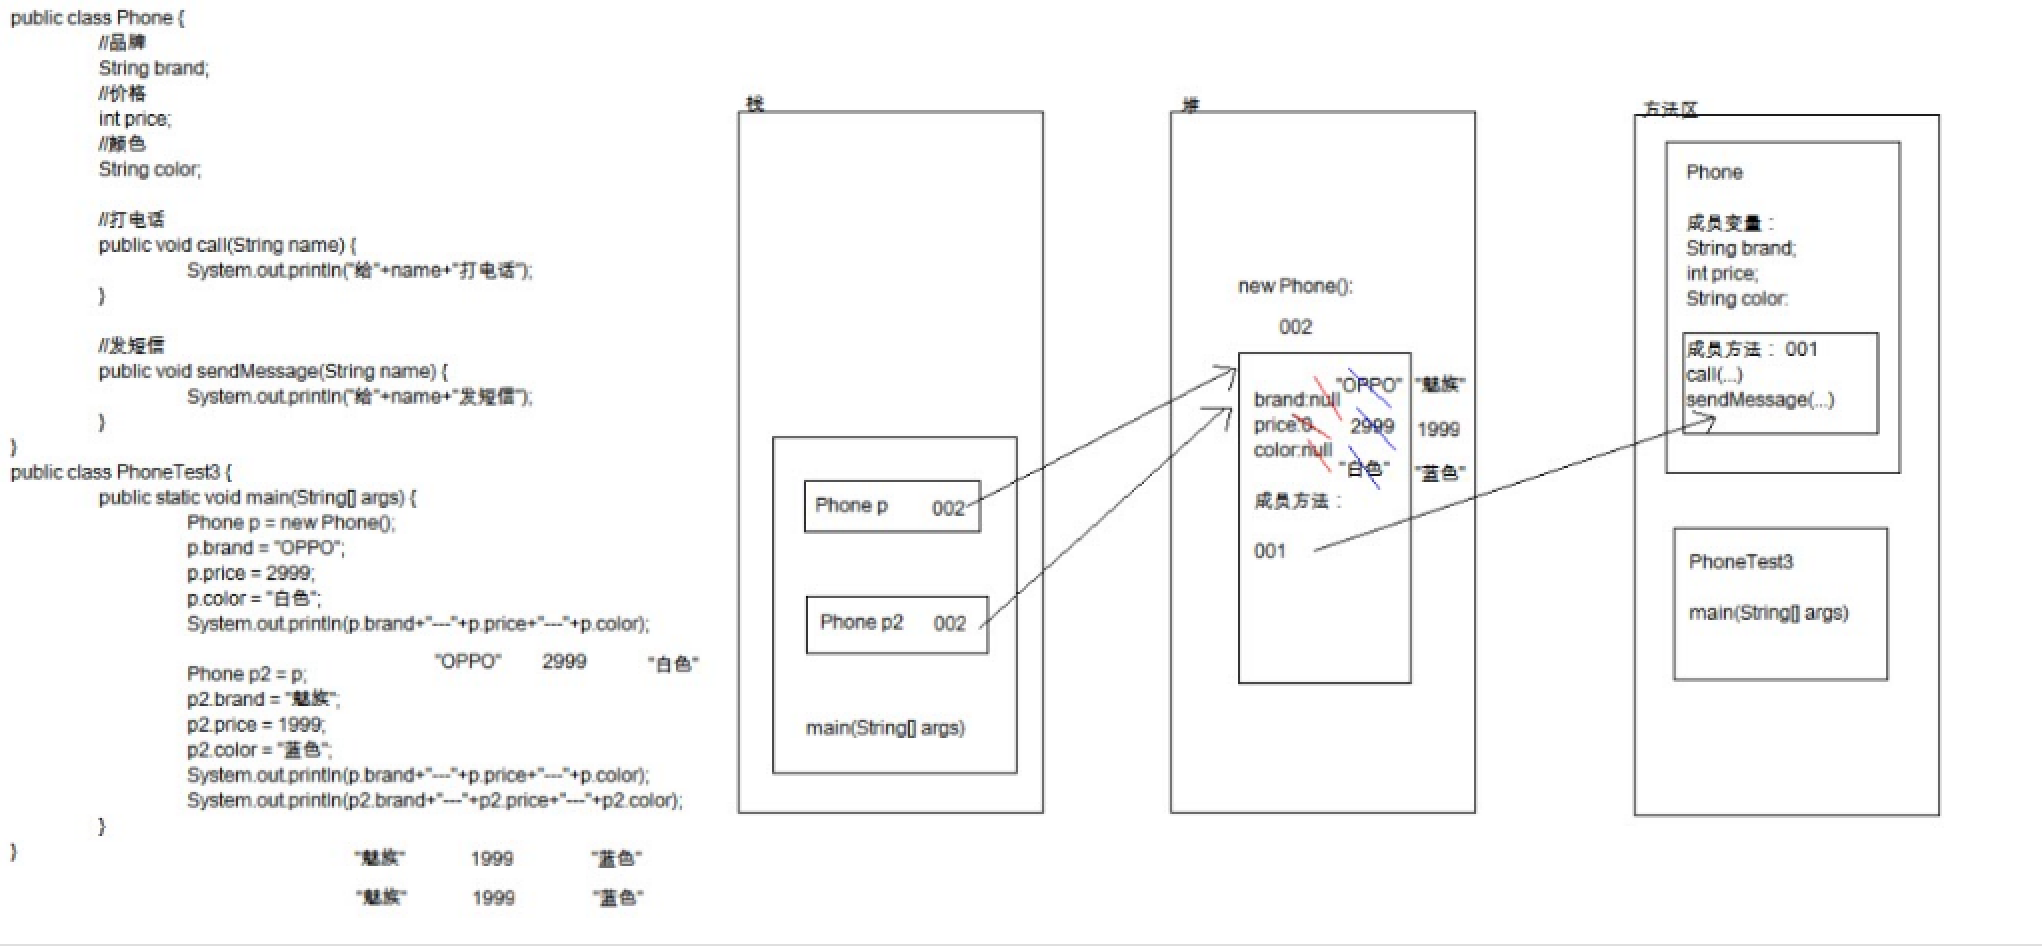 public class Phone {
//品牌
String brand;
//价格
int price;
//颜色
String color;
//打电话
public void call(String name) {
System.out.println("给"+name+"打电话");
}
//发短信
public void sendMessage(String name) {
System.out.println("给"+name+"发短信");
}
}
public class PhoneTest3 {
public static void main(String[] args) {
Phone p = new Phone();
p.brand = "OPPO";
p.price = 2999;
p.color = "白色";
System.out.println(p.brand+"---"+p.price+"---"+p.color);
"OPPO" 2999 "白色"
Phone p2 = p;
p2.brand = "魅族";
p2.price = 1999;
p2.color = "蓝色";
System.out.println(p.brand+"---"+p.price+"---"+p.color);
System.out.println(p2.brand+"---"+p2.price+"---"+p2.color);
}
}
"魅族" 1999 "蓝色"
"魅族" 1999 "蓝色"
栈
Phone p 002
Phone p2 002
main(String[] args)
堆
new Phone():
002
brand:null "OPPO" "魅族"
price:0 2999 1999
color:null "白色" "蓝色"
成员方法：
001
方法区
Phone
成员变量：
String brand;
int price;
String color:
成员方法： 001
call(...)
sendMessage(...)
PhoneTest3
main(String[] args)